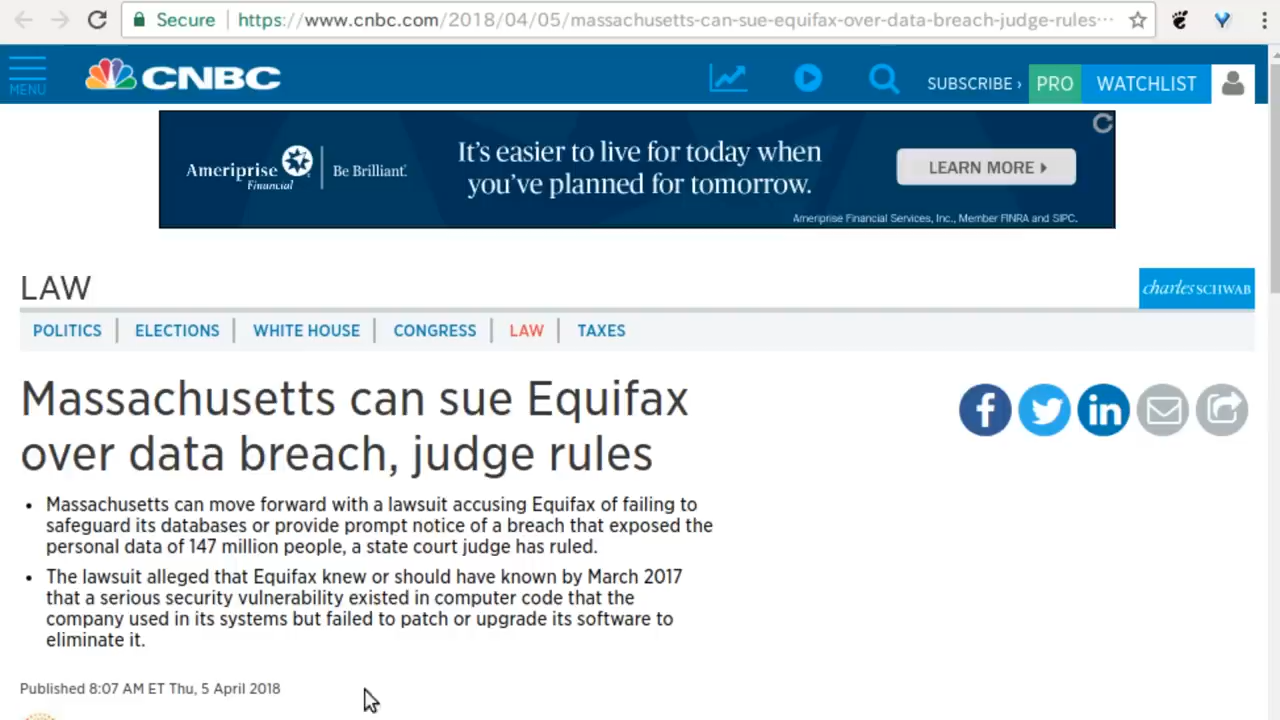 Secure https://www.cnbc.com/2018/04/05/massachusetts-can-sue-equifax-over-data-breach-judge-rules···
MENU CNBC SUBSCRIBE › PRO WATCHLIST
Ameriprise Financial Be Brilliant.
It's easier to live for today when
you've planned for tomorrow.
LEARN MORE
Ameriprise Financial Services, Inc., Member FINRA and SIPC.
LAW
charles SCHWAB
POLITICS ELECTIONS WHITE HOUSE CONGRESS LAW TAXES
Massachusetts can sue Equifax
over data breach, judge rules
• Massachusetts can move forward with a lawsuit accusing Equifax of failing to
safeguard its databases or provide prompt notice of a breach that exposed the
personal data of 147 million people, a state court judge has ruled.
• The lawsuit alleged that Equifax knew or should have known by March 2017
that a serious security vulnerability existed in computer code that the
company used in its systems but failed to patch or upgrade its software to
eliminate it.
Published 8:07 AM ET Thu, 5 April 2018